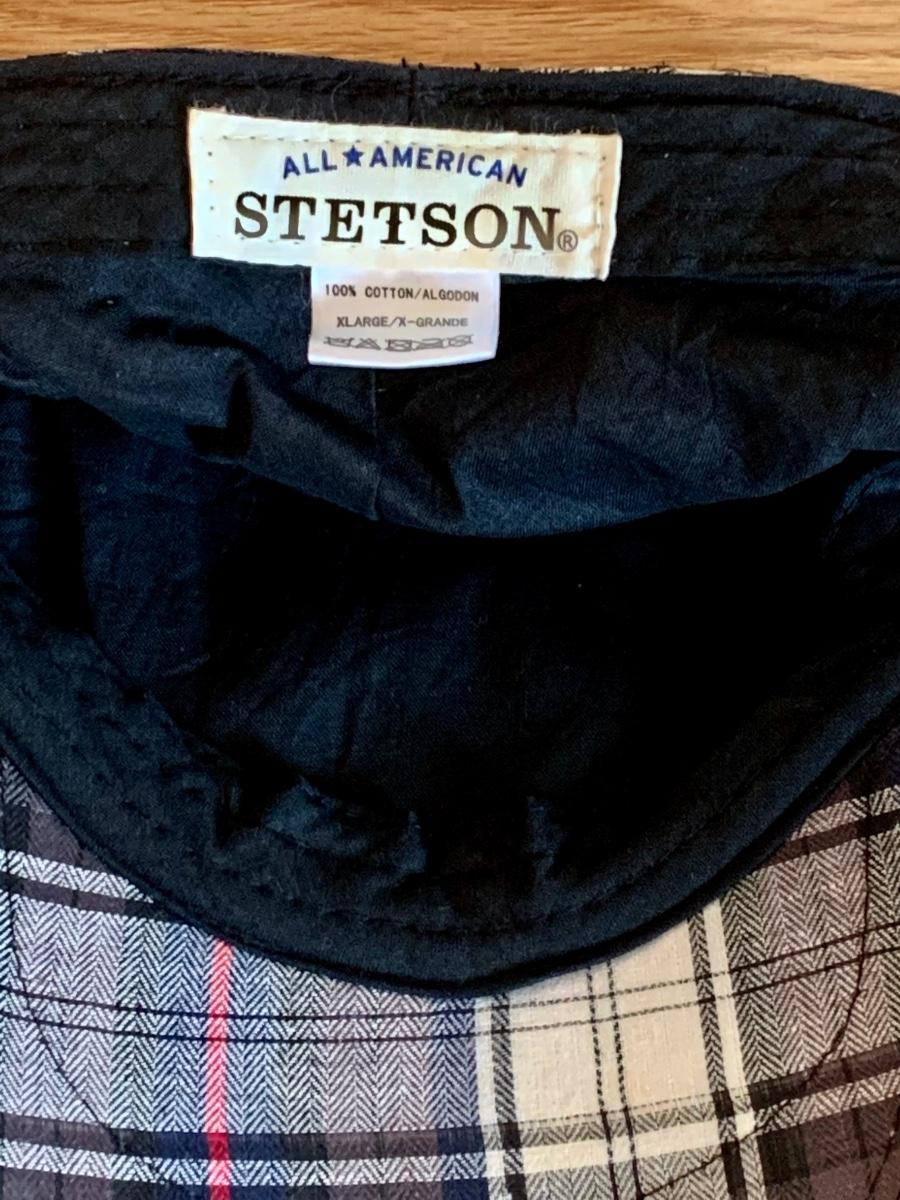 ALL★AMERICAN
STETSON®
100% COTTON/ALGODON
XLARGE/X-GRANDE